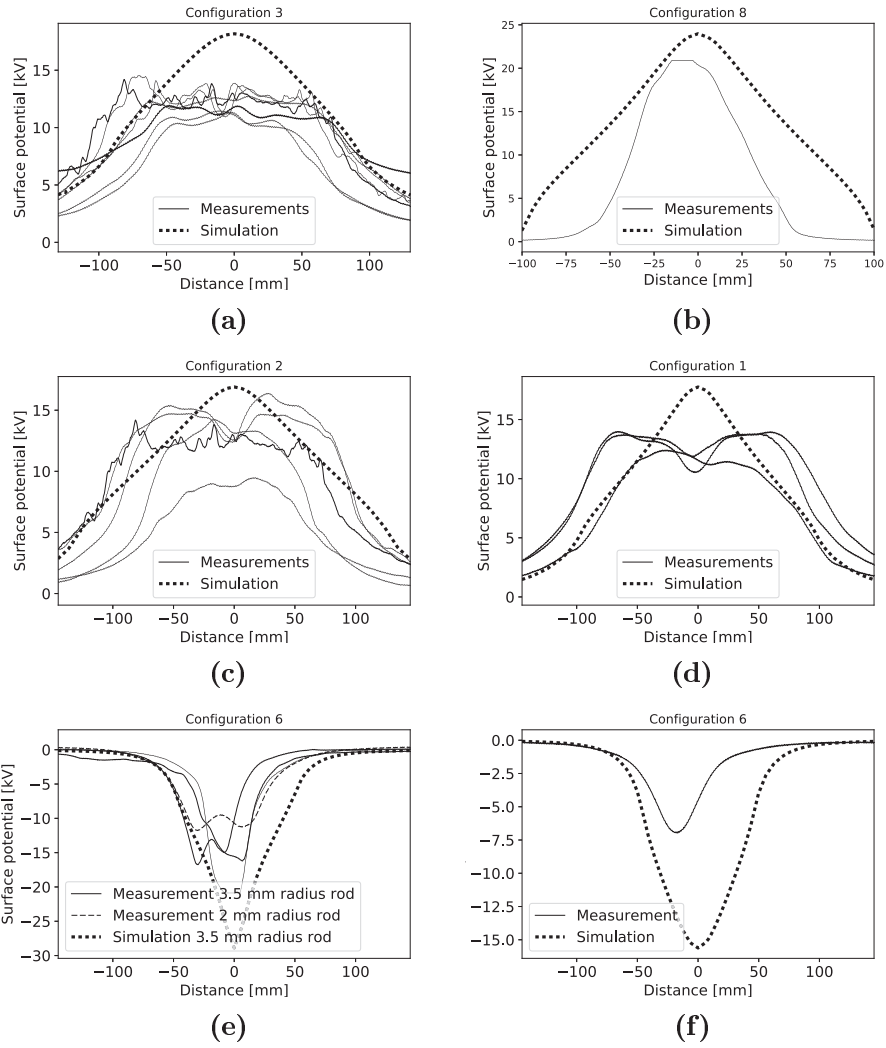 Configuration 3
Surface potential [kV]
15
10
5
0
Measurements
Simulation
−100 −50 0 50 100
Distance [mm]
(a)
Configuration 8
Surface potential [kV]
25
20
15
10
5
0
Measurements
Simulation
−100 −75 −50 −25 0 25 50 75 100
Distance [mm]
(b)
Configuration 2
Surface potential [kV]
15
10
5
0
Measurements
Simulation
−100 −50 0 50 100
Distance [mm]
(c)
Configuration 1
Surface potential [kV]
15
10
5
0
Measurements
Simulation
−100 −50 0 50 100
Distance [mm]
(d)
Configuration 6
Surface potential [kV]
0
−5
−10
−15
−20
−25
−30
Measurement 3.5 mm radius rod
Measurement 2 mm radius rod
Simulation 3.5 mm radius rod
−100 −50 0 50 100
Distance [mm]
(e)
Configuration 6
0.0
−2.5
−5.0
−7.5
−10.0
−12.5
−15.0
Measurement
Simulation
−100 −50 0 50 100
Distance [mm]
(f)